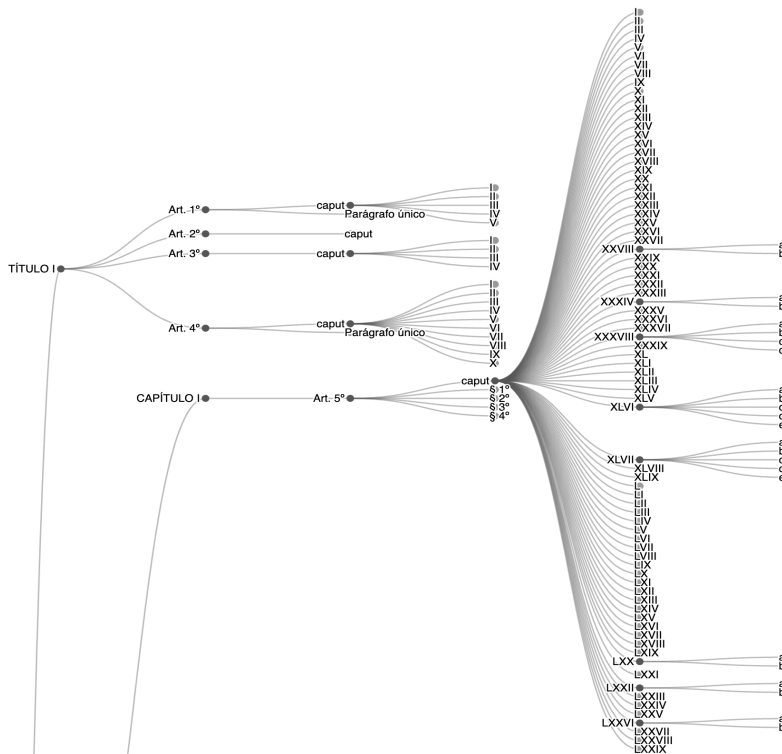 TÍTULO I
Art. 1º
caput
I
II
III
IV
V
Parágrafo único
Art. 2º
caput
Art. 3º
caput
I
II
III
IV
Art. 4º
caput
I
II
III
IV
V
VI
VII
VIII
IX
X
Parágrafo único
CAPÍTULO I
Art. 5º
caput
I
II
III
IV
V
VI
VII
VIII
IX
X
XI
XII
XIII
XIV
XV
XVI
XVII
XVIII
XIX
XX
XXI
XXII
XXIII
XXIV
XXV
XXVI
XXVII
XXVIII
XXIX
XXX
XXXI
XXXII
XXXIII
XXXIV
XXXV
XXXVI
XXXVII
XXXVIII
XXXIX
XL
XLI
XLII
XLIII
XLIV
XLV
XLVI
XLVII
XLVIII
XLIX
L
LI
LII
LIII
LIV
LV
LVI
LVII
LVIII
LIX
LX
LXI
LXII
LXIII
LXIV
LXV
LXVI
LXVII
LXVIII
LXIX
LXX
LXXI
LXXII
LXXIII
LXXIV
LXXV
LXXVI
LXXVII
LXXVIII
LXXIX
§ 1º
§ 2º
§ 3º
§ 4º